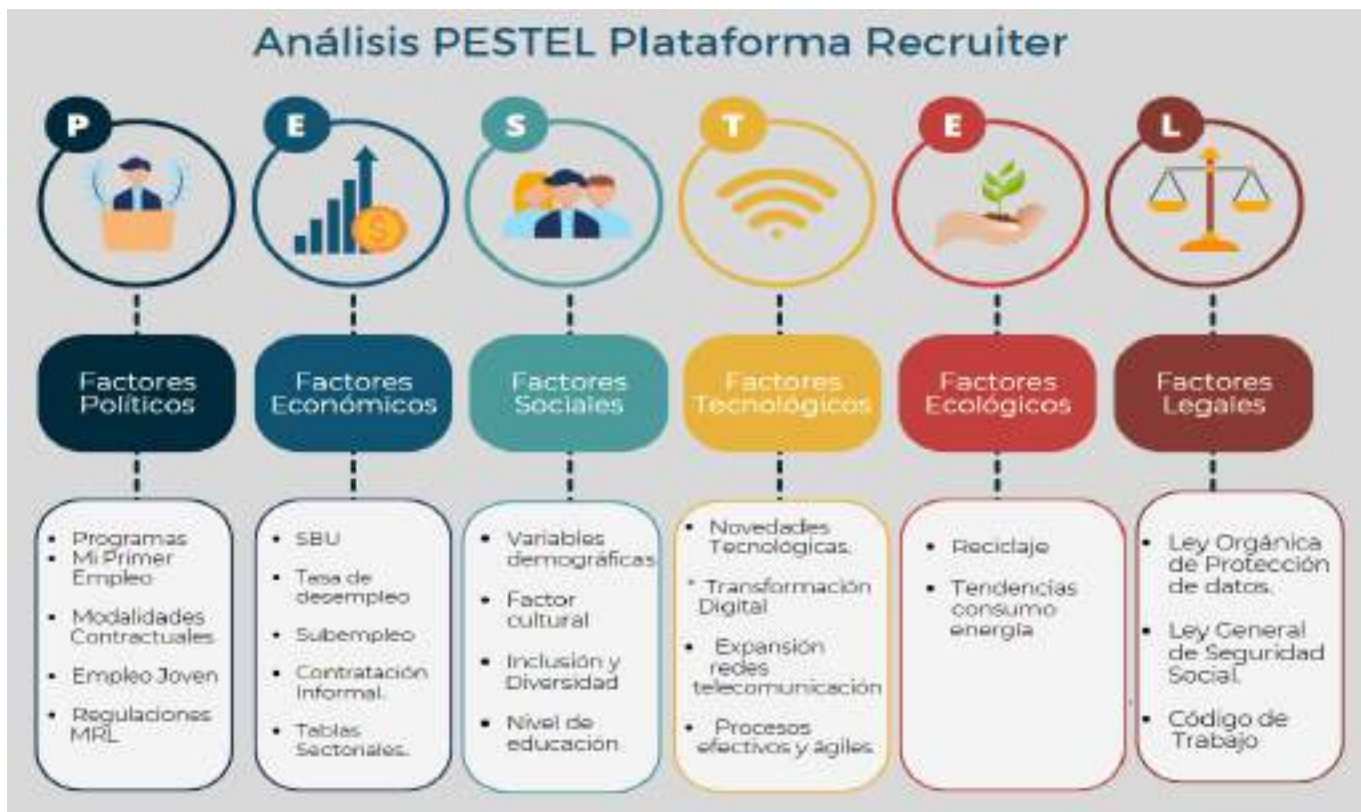 Análisis PESTEL Plataforma Recruiter
P
E
S
T
E
L
Factores
Políticos
Factores
Económicos
Factores
Sociales
Factores
Tecnológicos
Factores
Ecológicos
Factores
Legales
• Programas
• Mi Primer
Empleo
• Modalidades
Contractuales
• Empleo Joven
• Regulaciones
MRL
• SBU
• Tasa de
desempleo
• Subempleo
• Contratación
Informal.
• Tablas
Sectoriales.
• Variables
demográficas
• Factor
cultural
• Inclusión y
Diversidad
• Nivel de
educación
• Novedades
Tecnológicas.
• Transformación
Digital
• Expansión
redes
telecomunicación
• Procesos
efectivos y ágiles.
• Reciclaje
• Tendencias
consumo
energía
• Ley Orgánica
de Protección
de datos.
• Ley General
de Seguridad
Social.
• Código de
Trabajo